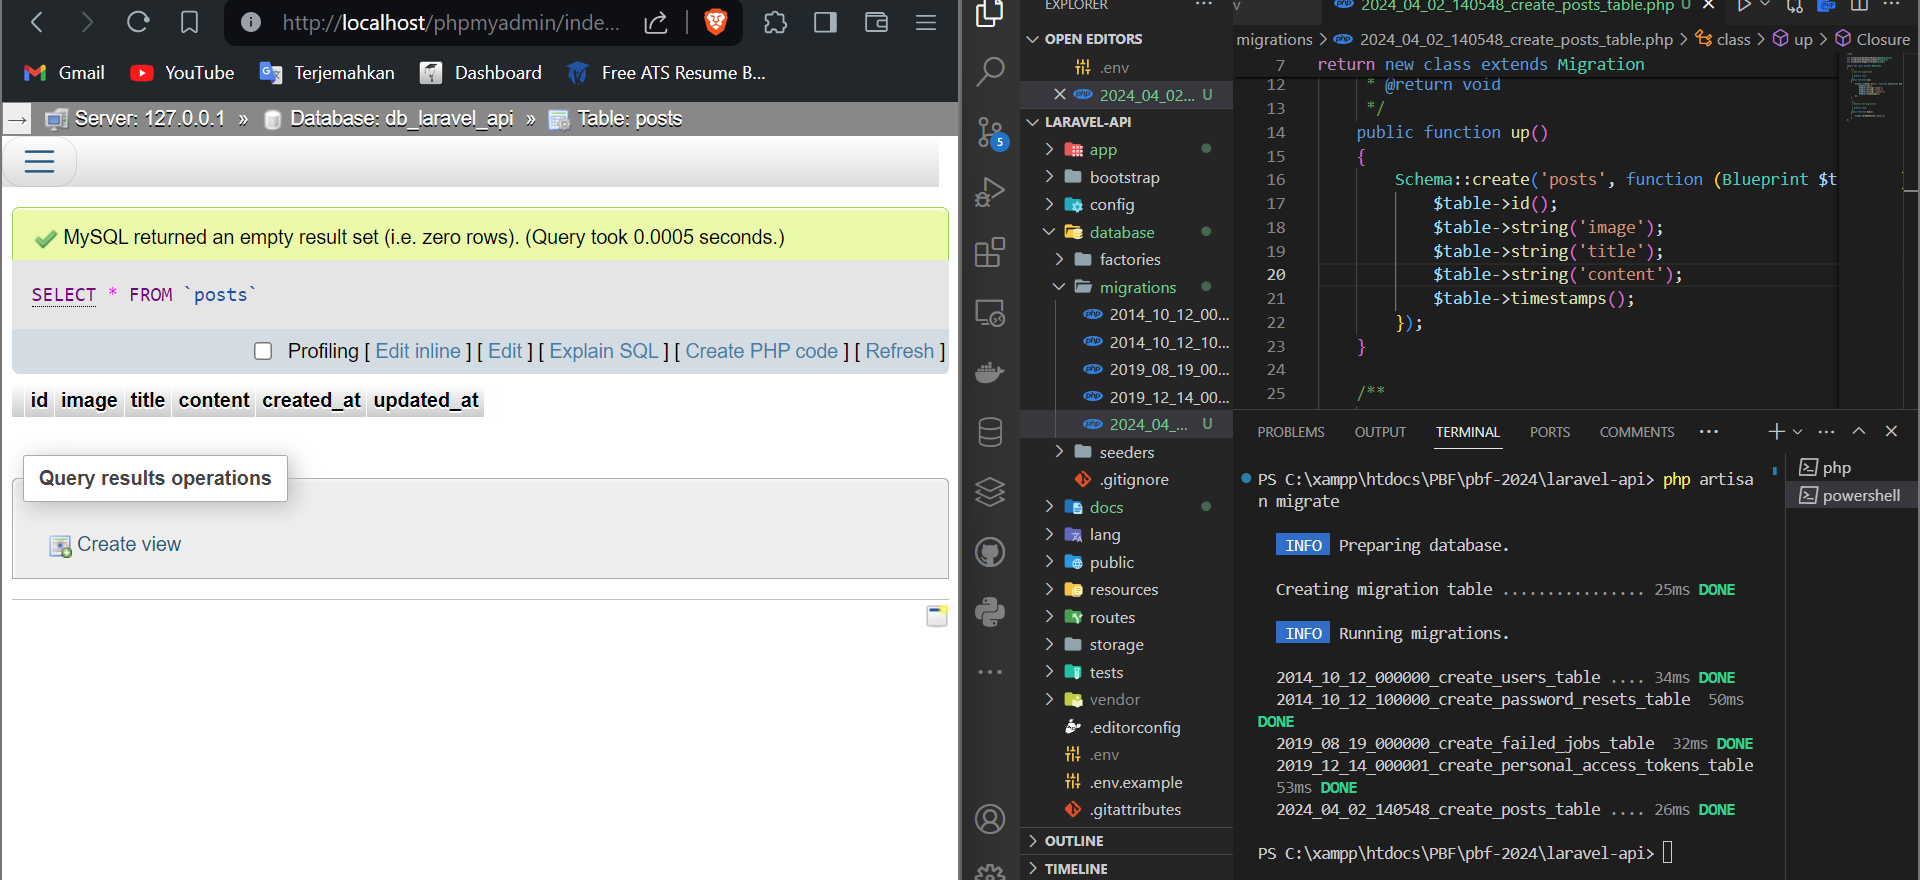 http://localhost/phpmyadmin/inde...
Gmail
YouTube
Terjemahkan
Dashboard
Free ATS Resume B...
Server: 127.0.0.1 » Database: db_laravel_api » Table: posts
MySQL returned an empty result set (i.e. zero rows). (Query took 0.0005 seconds.)
SELECT * FROM `posts`
Profiling [ Edit inline ] [ Edit ] [ Explain SQL ] [ Create PHP code ] [ Refresh ]
id image title content created_at updated_at
Query results operations
Create view
5
EXPLORER
OPEN EDITORS
.env
2024_04_02... U
LARAVEL-API
app
bootstrap
config
database
factories
migrations
2014_10_12_00...
2014_10_12_10...
2019_08_19_00...
2019_12_14_00...
2024_04_... U
seeders
.gitignore
docs
lang
public
resources
routes
storage
tests
vendor
.editorconfig
.env
.env.example
.gitattributes
OUTLINE
TIMELINE
2024_04_02_140548_create_posts_table.php U
migrations > 2024_04_02_140548_create_posts_table.php > class > up > Closure
7 return new class extends Migration
12 * @return void
13 */
14 public function up()
15 {
16 Schema::create('posts', function (Blueprint $t
17 $table->id();
18 $table->string('image');
19 $table->string('title');
20 $table->string('content');
21 $table->timestamps();
22 });
23 }
24
25 /**
PROBLEMS OUTPUT TERMINAL PORTS COMMENTS
php
powershell
PS C:\xampp\htdocs\PBF\pbf-2024\laravel-api> php artisa
n migrate
INFO Preparing database.
Creating migration table ................ 25ms DONE
INFO Running migrations.
2014_10_12_000000_create_users_table .... 34ms DONE
2014_10_12_100000_create_password_resets_table 50ms
DONE
2019_08_19_000000_create_failed_jobs_table 32ms DONE
2019_12_14_000001_create_personal_access_tokens_table
53ms DONE
2024_04_02_140548_create_posts_table .... 26ms DONE
PS C:\xampp\htdocs\PBF\pbf-2024\laravel-api>